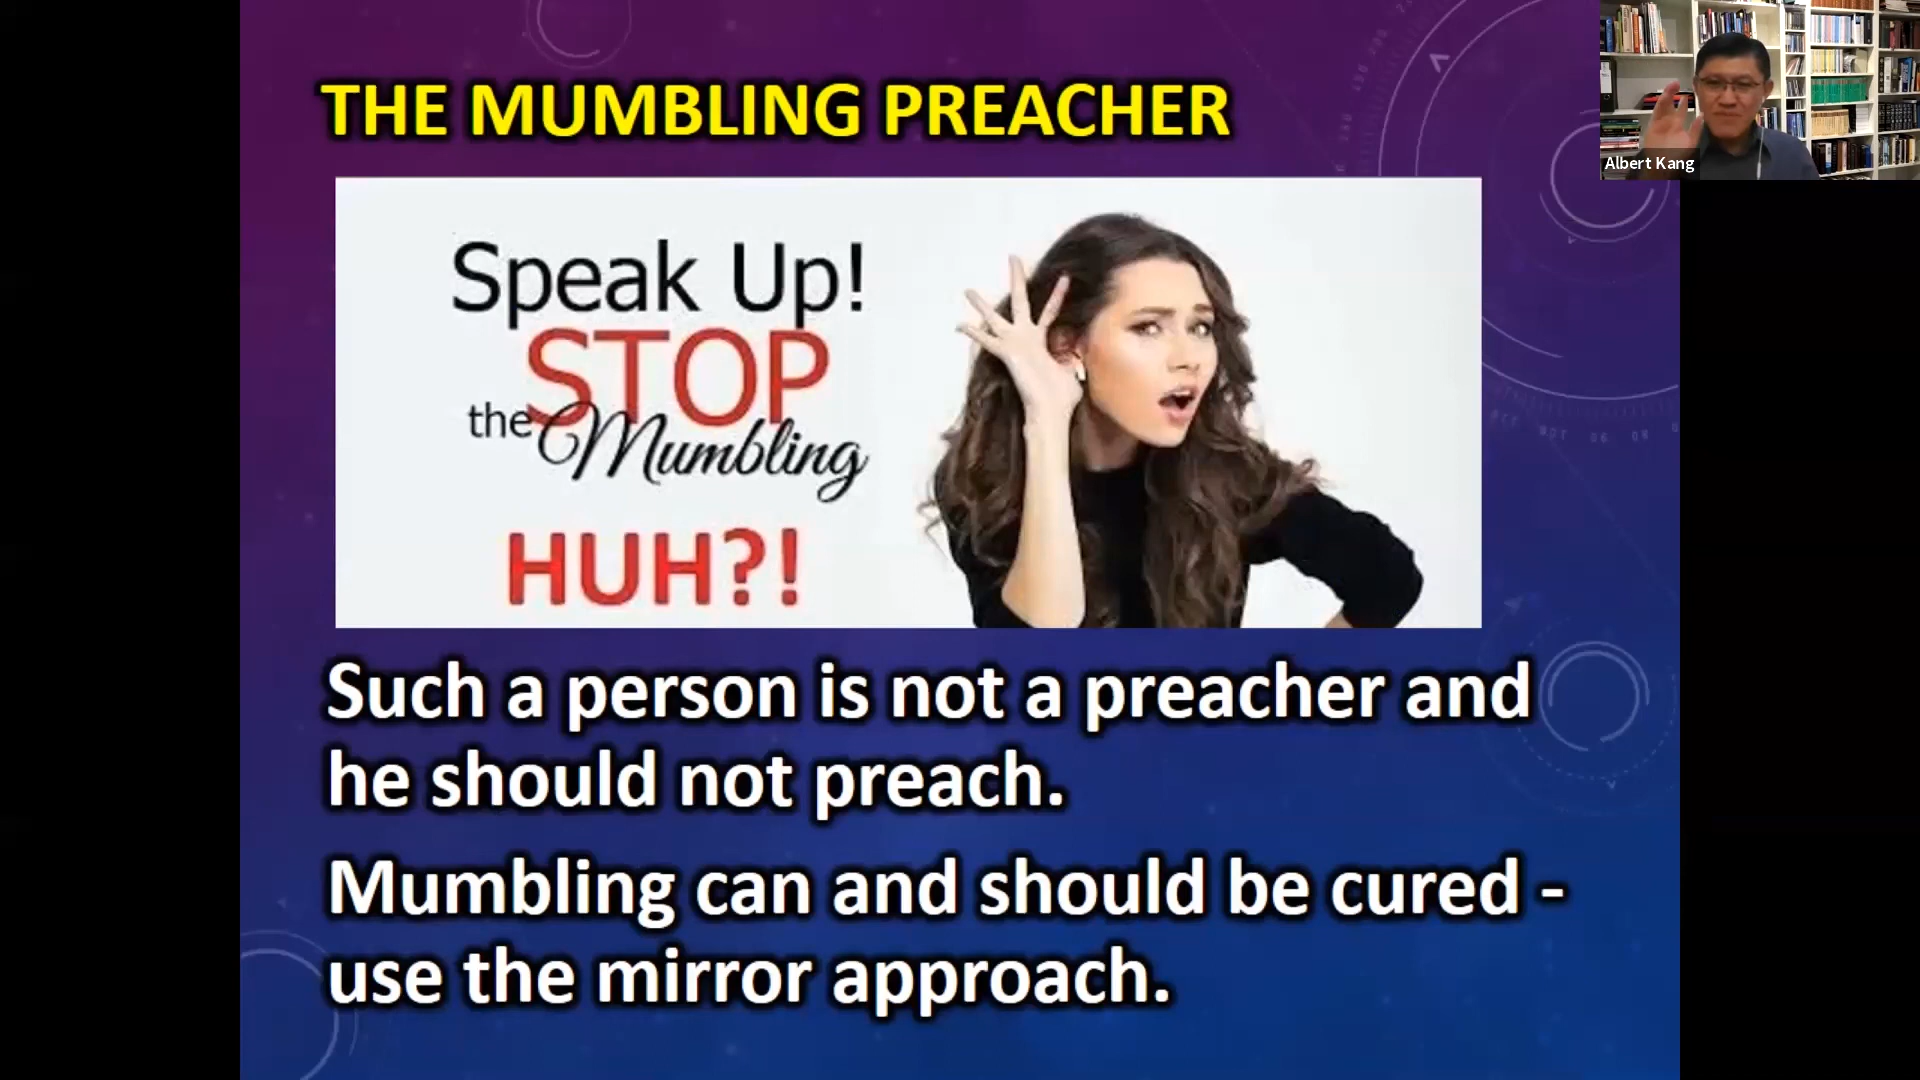 THE MUMBLING PREACHER
Albert Kang
Speak Up!
STOP
the Mumbling
HUH?!
Such a person is not a preacher and
he should not preach.
Mumbling can and should be cured -
use the mirror approach.